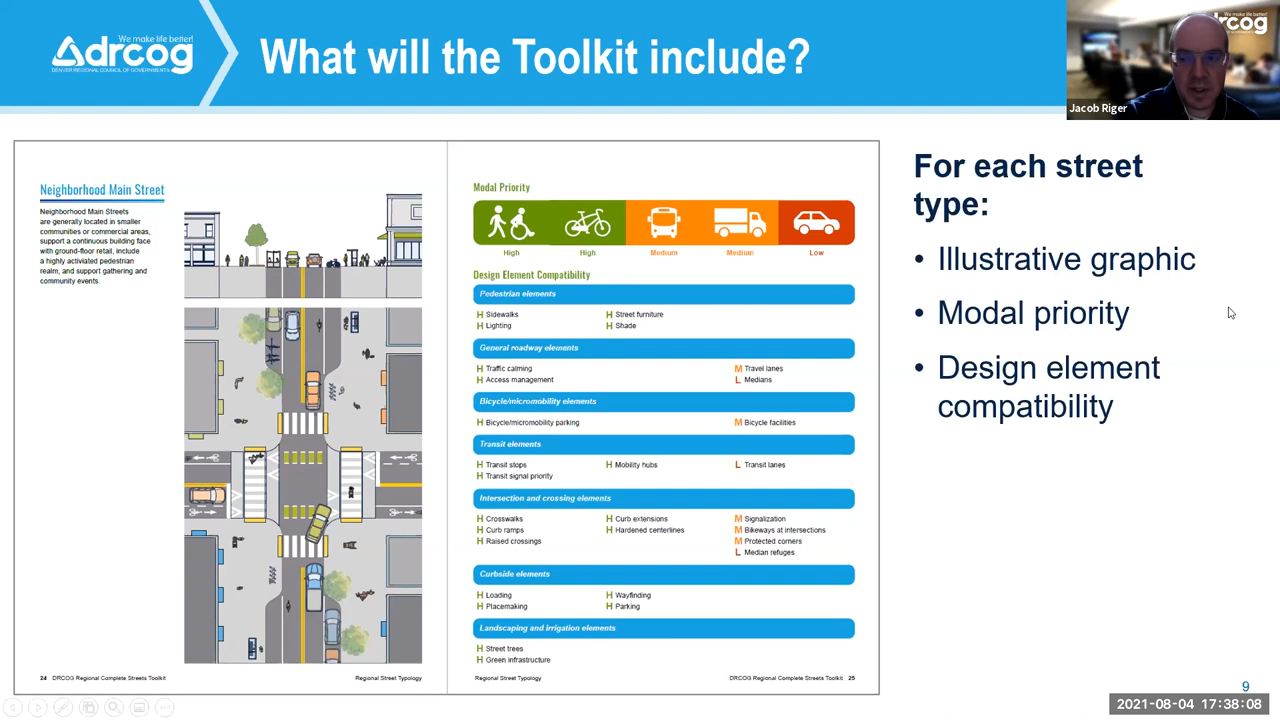 We make life better!
drcog
DENVER REGIONAL COUNCIL OF GOVERNMENTS
What will the Toolkit include?
We make life better!
drcog
Jacob Riger
Neighborhood Main Street
Neighborhood Main Streets
are generally located in smaller
communities or commercial areas,
support a continuous building face
with ground-floor retail, include
a highly activated pedestrian
realm, and support gathering and
community events.
24 DRCOG Regional Complete Streets Toolkit
Regional Street Typology
Modal Priority
High High Medium Medium Low
Design Element Compatibility
Pedestrian elements
H Sidewalks H Street furniture
H Lighting H Shade
General roadway elements
H Traffic calming M Travel lanes
H Access management L Medians
Bicycle/micromobility elements
H Bicycle/micromobility parking M Bicycle facilities
Transit elements
H Transit stops H Mobility hubs L Transit lanes
H Transit signal priority
Intersection and crossing elements
H Crosswalks H Curb extensions M Signalization
H Curb ramps H Hardened centerlines M Bikeways at intersections
H Raised crossings M Protected corners
L Median refuges
Curbside elements
H Loading H Wayfinding
H Placemaking H Parking
Landscaping and irrigation elements
H Street trees
H Green infrastructure
Regional Street Typology
DRCOG Regional Complete Streets Toolkit 25
For each street
type:
• Illustrative graphic
• Modal priority
• Design element
compatibility
9
2021-08-04 17:38:08